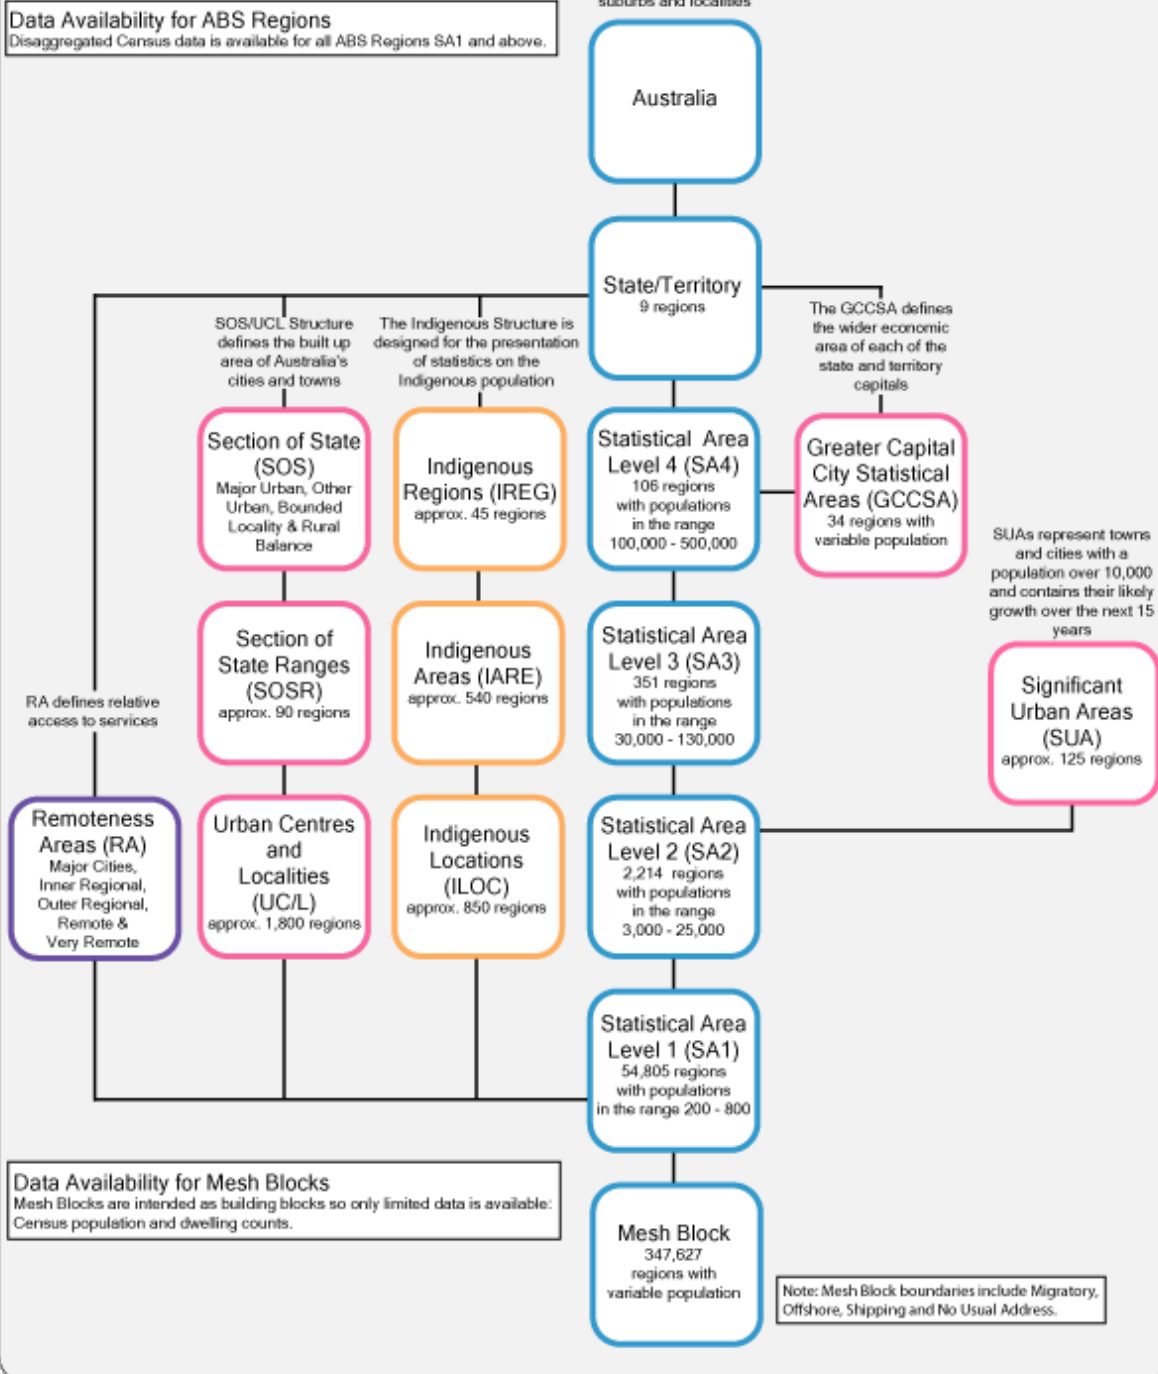 suburbs and localities
Data Availability for ABS Regions
Disaggregated Census data is available for all ABS Regions SA1 and above.
Australia
State/Territory
9 regions
SOS/UCL Structure
defines the built up
area of Australia's
cities and towns
The Indigenous Structure is
designed for the presentation
of statistics on the
Indigenous population
The GCCSA defines
the wider economic
area of each of the
state and territory
capitals
Section of State
(SOS)
Major Urban, Other
Urban, Bounded
Locality & Rural
Balance
Indigenous
Regions (IREG)
approx. 45 regions
Statistical Area
Level 4 (SA4)
106 regions
with populations
in the range
100,000 - 500,000
Greater Capital
City Statistical
Areas (GCCSA)
34 regions with
variable population
SUAs represent towns
and cities with a
population over 10,000
and contains their likely
growth over the next 15
years
RA defines relative
access to services
Section of
State Ranges
(SOSR)
approx. 90 regions
Indigenous
Areas (IARE)
approx. 540 regions
Statistical Area
Level 3 (SA3)
351 regions
with populations
in the range
30,000 - 130,000
Significant
Urban Areas
(SUA)
approx. 125 regions
Remoteness
Areas (RA)
Major Cities,
Inner Regional,
Outer Regional,
Remote &
Very Remote
Urban Centres
and
Localities
(UC/L)
approx. 1,800 regions
Indigenous
Locations
(ILOC)
approx. 850 regions
Statistical Area
Level 2 (SA2)
2,214 regions
with populations
in the range
3,000 - 25,000
Statistical Area
Level 1 (SA1)
54,805 regions
with populations
in the range 200 - 800
Data Availability for Mesh Blocks
Mesh Blocks are intended as building blocks so only limited data is available:
Census population and dwelling counts.
Mesh Block
347,627
regions with
variable population
Note: Mesh Block boundaries include Migratory,
Offshore, Shipping and No Usual Address.